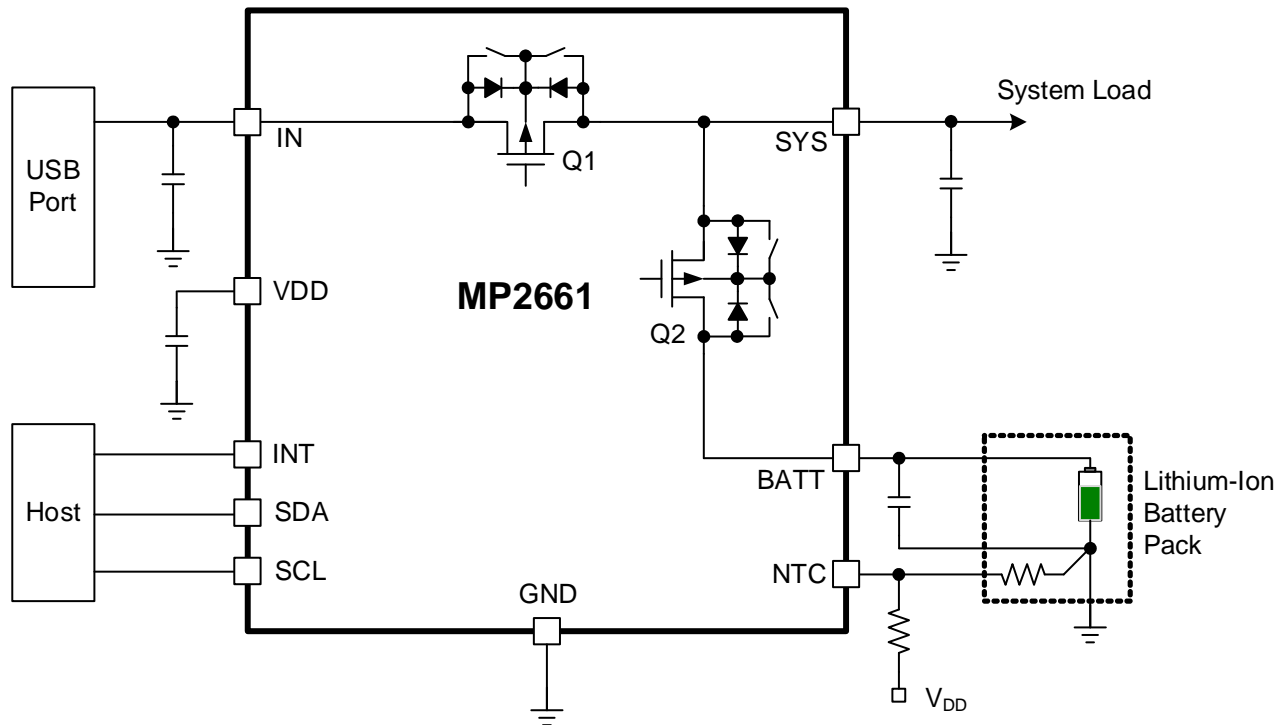 System Load
IN
SYS
Q1
USB
Port
VDD
MP2661
Q2
INT
BATT
Lithium-Ion
Battery
Pack
Host
SDA
SCL
NTC
GND
VDD